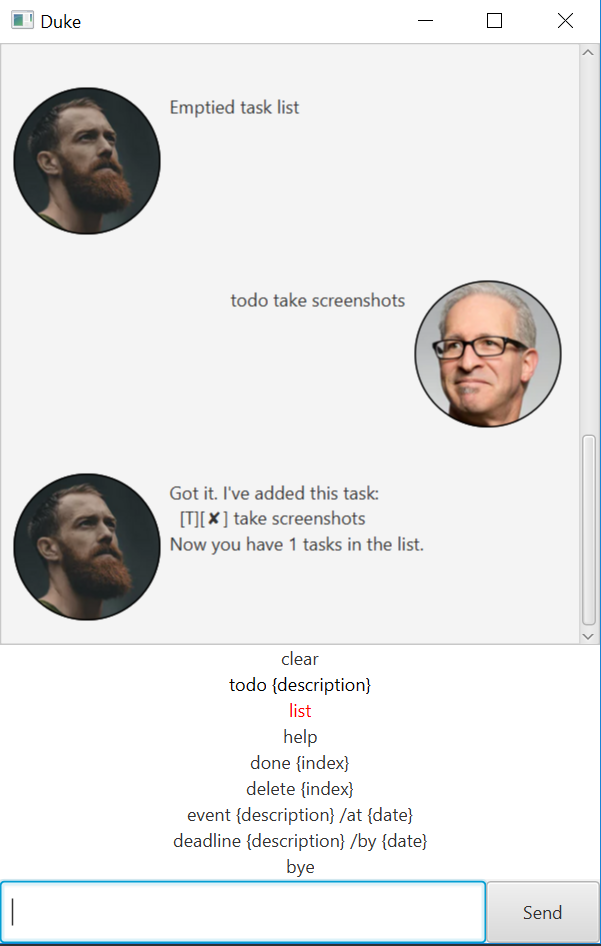 Duke
Emptied task list
todo take screenshots
Got it. I've added this task:
[T][✘] take screenshots
Now you have 1 tasks in the list.
clear
todo {description}
list
help
done {index}
delete {index}
event {description} /at {date}
deadline {description} /by {date}
bye
Send